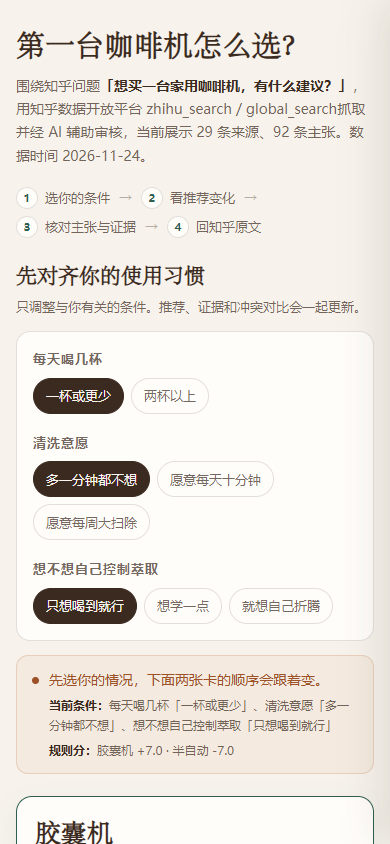 第一台咖啡机怎么选？
围绕知乎问题「想买一台家用咖啡机，有什么建议？」，
用知乎数据开放平台 zhihu_search / global_search抓取
并经 AI 辅助审核，当前展示 29 条来源、92 条主张。数
据时间 2026-11-24。
1 选你的条件 → 2 看推荐变化 →
3 核对主张与证据 → 4 回知乎原文
先对齐你的使用习惯
只调整与你有关的条件。推荐、证据和冲突对比会一起更新。
每天喝几杯
一杯或更少 两杯以上
清洗意愿
多一分钟都不想 愿意每天十分钟
愿意每周大扫除
想不想自己控制萃取
只想喝到就行 想学一点 就想自己折腾
先选你的情况，下面两张卡的顺序会跟着变。
当前条件：每天喝几杯「一杯或更少」、清洗意愿「多一
分钟都不想」、想不想自己控制萃取「只想喝到就行」
规则分：胶囊机 +7.0 · 半自动 -7.0
胶囊机